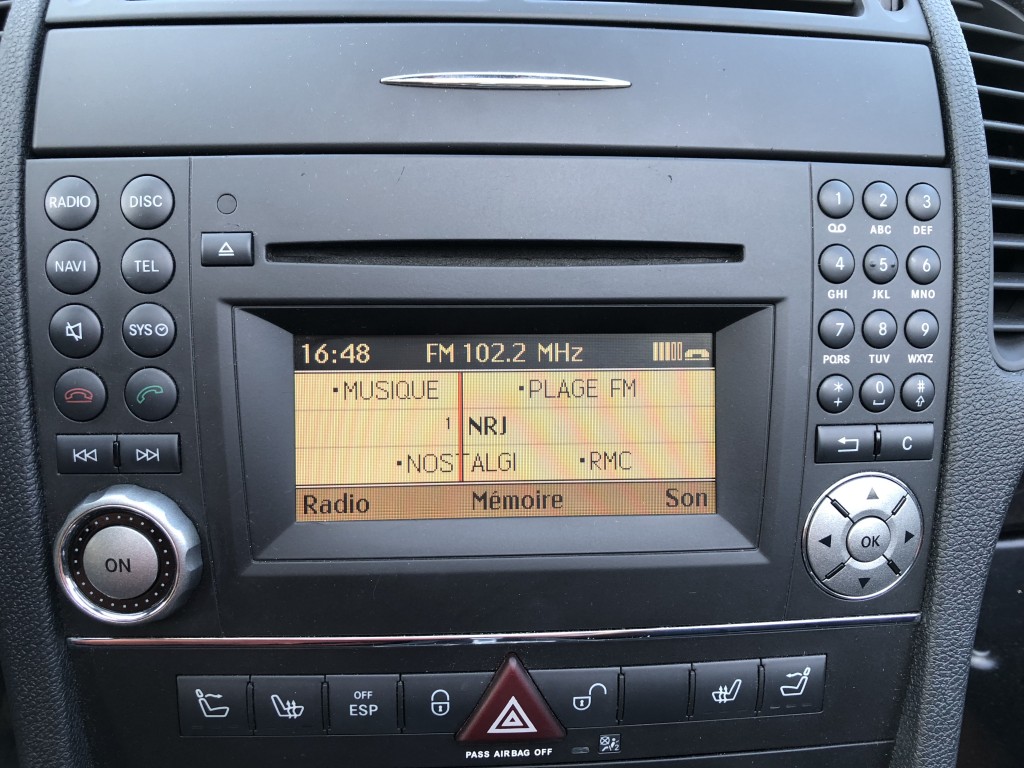 RADIO DISC
NAVI TEL
SYS
ON
16:48 FM 102.2 MHz
•MUSIQUE •PLAGE FM
1 NRJ
•NOSTALGI •RMC
Radio Mémoire Son
1 2 3
ABC DEF
4 5 6
GHI JKL MNO
7 8 9
PQRS TUV WXYZ
* 0 #
+
C
OK
OFF
ESP
PASS AIRBAG OFF
2